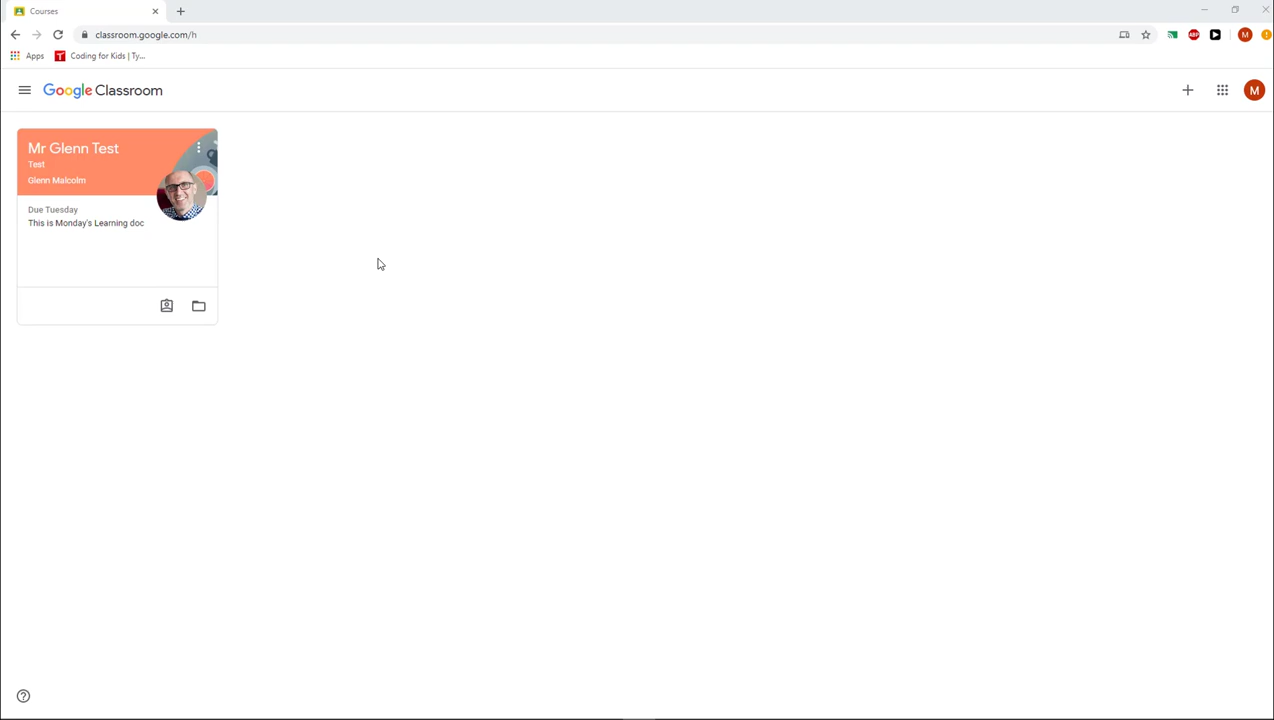 Courses
classroom.google.com/h
Apps
Coding for Kids | Ty...
ABP
M
Google Classroom
M
Mr Glenn Test
Test
Glenn Malcolm
Due Tuesday
This is Monday's Learning doc